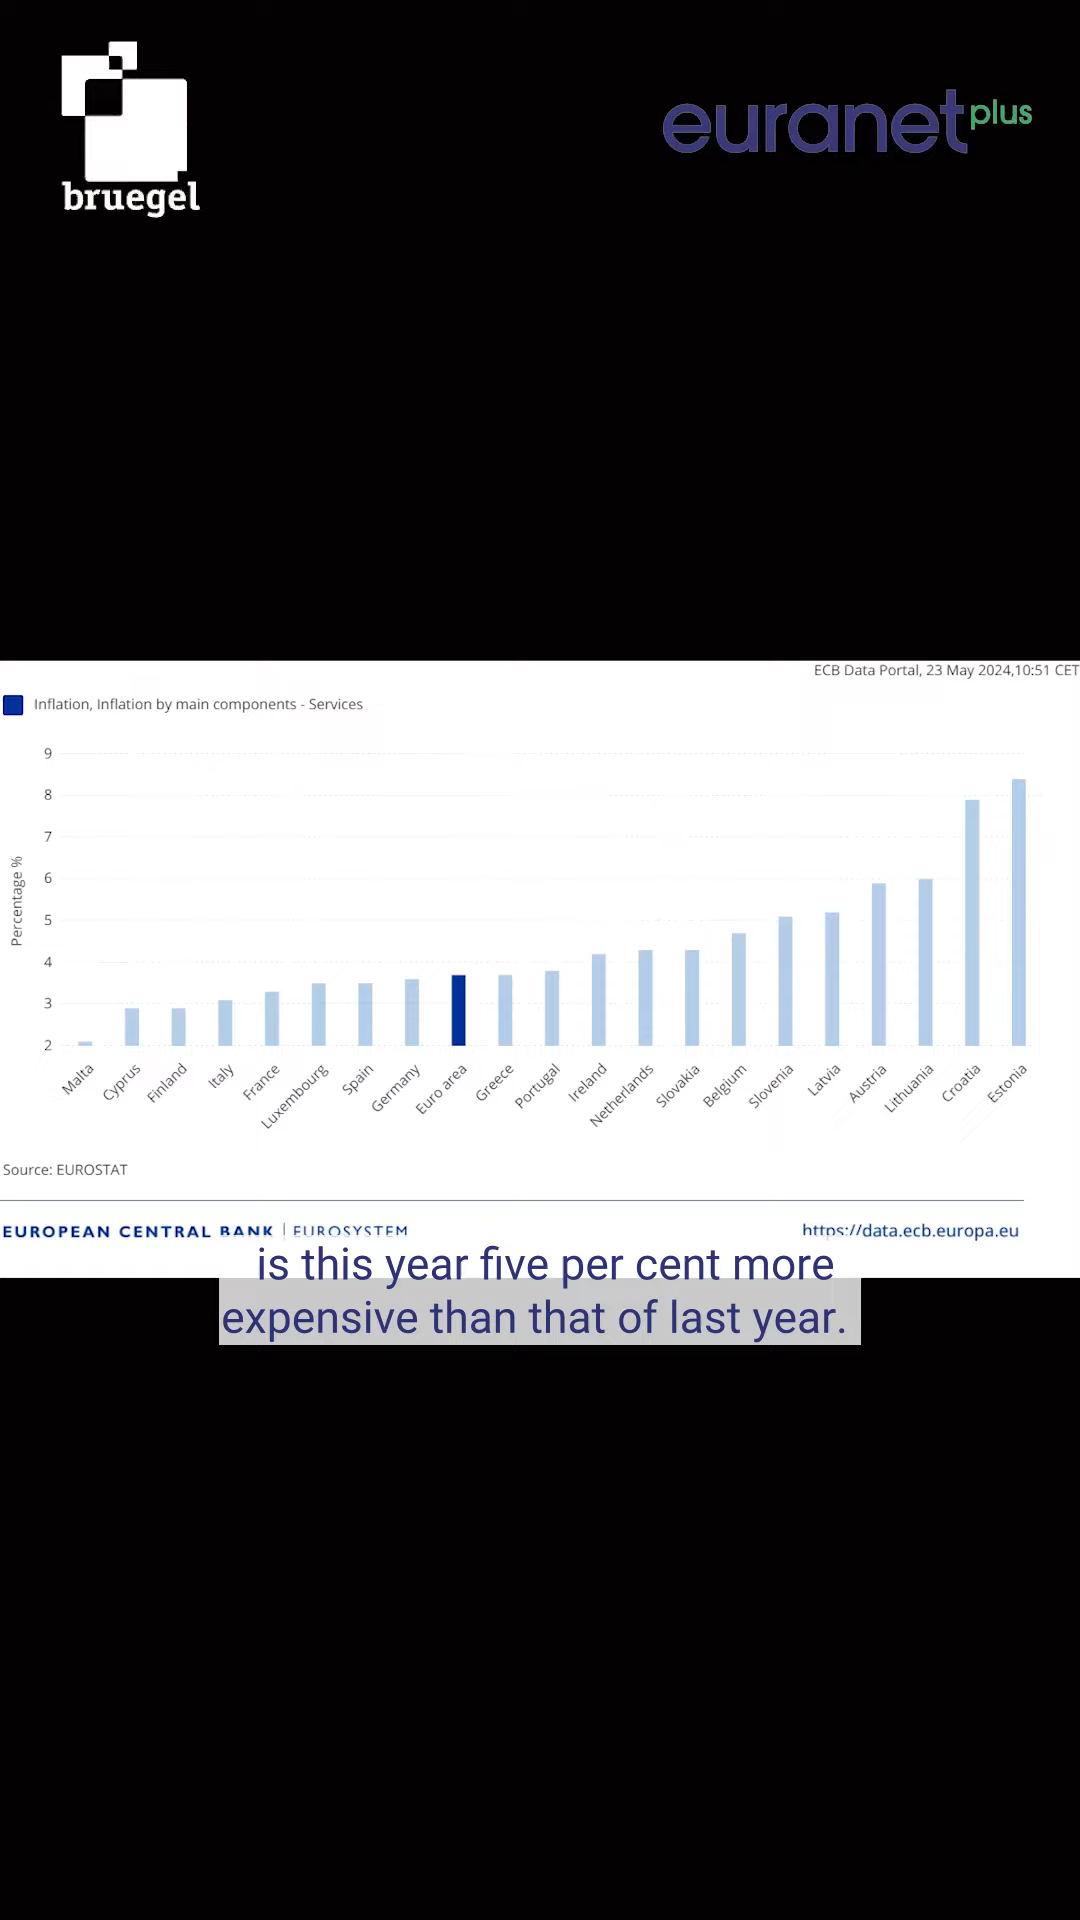 bruegel
euranet plus
ECB Data Portal, 23 May 2024,10:51 CET
Inflation, Inflation by main components - Services
9
8
7
6
5
4
3
2
Percentage %
Malta
Cyprus
Finland
Italy
France
Luxembourg
Spain
Germany
Euro area
Greece
Portugal
Ireland
Netherlands
Slovakia
Belgium
Slovenia
Latvia
Austria
Lithuania
Croatia
Estonia
Source: EUROSTAT
EUROPEAN CENTRAL BANK | EUROSYSTEM
https://data.ecb.europa.eu
is this year five per cent more
expensive than that of last year.